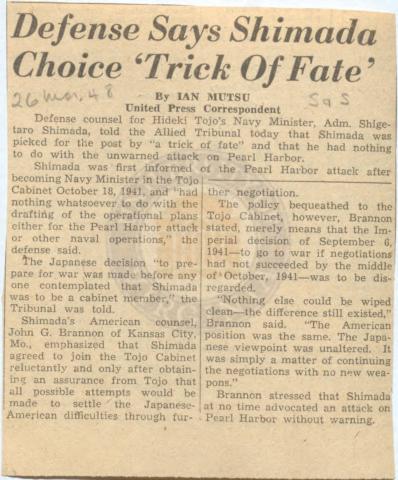 Defense Says Shimada
Choice 'Trick Of Fate'
26 Mar. 48
By IAN MUTSU
S&S
United Press Correspondent
Defense counsel for Hideki Tojo's Navy Minister, Adm. Shige-
taro Shimada, told the Allied Tribunal today that Shimada was
picked for the post by "a trick of fate" and that he had nothing
to do with the unwarned attack on Pearl Harbor.
Shimada was first informed of the Pearl Harbor attack after
becoming Navy Minister in the Tojo
Cabinet October 18, 1941, and "had
nothing whatsoever to do with the
drafting of the operational plans
either for the Pearl Harbor attack
or other naval operations," the
defense said.
The Japanese decision "to pre-
pare for war was made before any
one contemplated that Shimada
was to be a cabinet member," the
Tribunal was told.
Shimada's American counsel,
John G. Brannon of Kansas City,
Mo., emphasized that Shimada
agreed to join the Tojo Cabinet
reluctantly and only after obtain-
ing an assurance from Tojo that
all possible attempts would be
made to settle the Japanese-
American difficulties through fur-
ther negotiation.
The policy bequeathed to the
Tojo Cabinet, however, Brannon
stated, merely means that the Im-
perial decision of September 6,
1941—to go to war if negotiations
had not succeeded by the middle
of October, 1941—was to be dis-
regarded.
"Nothing else could be wiped
clean—the difference still existed,"
Brannon said. "The American
position was the same. The Japa-
nese viewpoint was unaltered. It
was simply a matter of continuing
the negotiations with no new wea-
pons."
Brannon stressed that Shimada
at no time advocated an attack on
Pearl Harbor without warning.